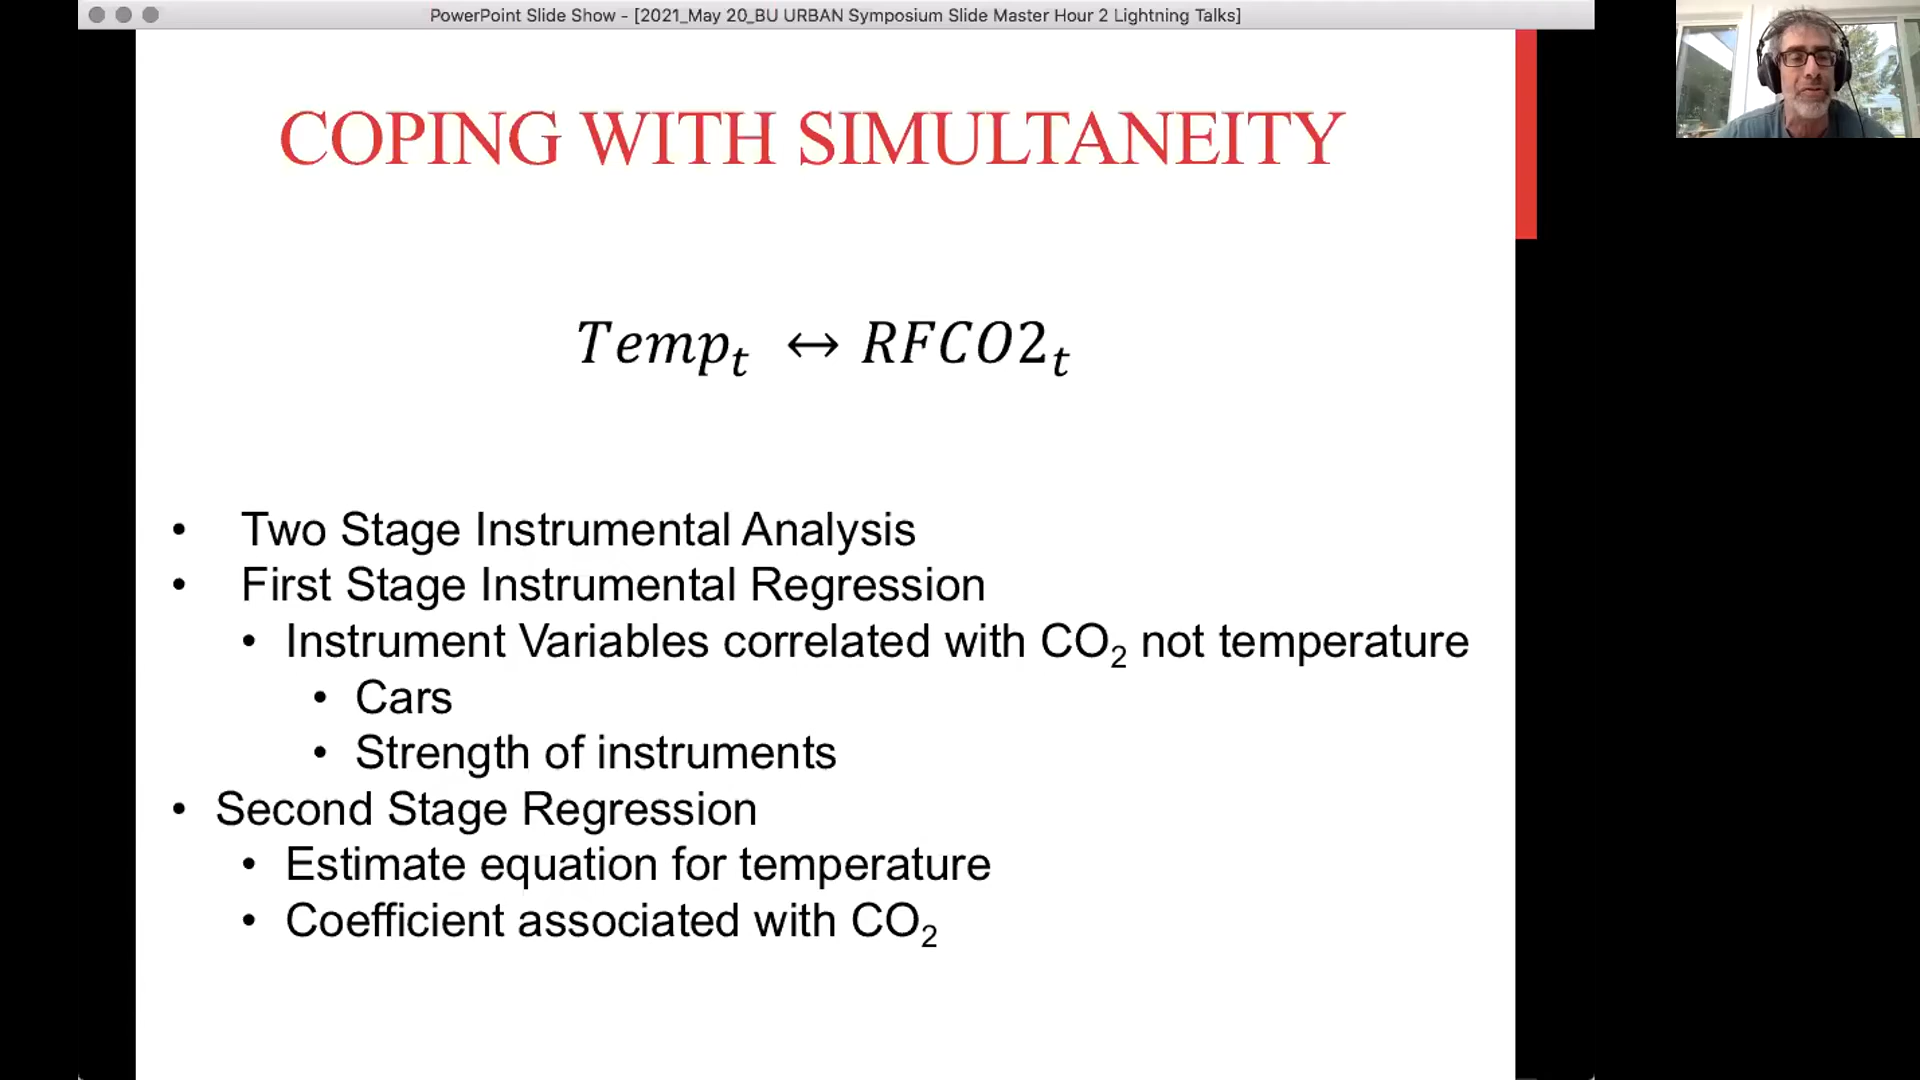 PowerPoint Slide Show - [2021_May 20_BU URBAN Symposium Slide Master Hour 2 Lightning Talks]
COPING WITH SIMULTANEITY
Tempₜ ↔ RFCO2ₜ
• Two Stage Instrumental Analysis
• First Stage Instrumental Regression
• Instrument Variables correlated with CO₂ not temperature
• Cars
• Strength of instruments
• Second Stage Regression
• Estimate equation for temperature
• Coefficient associated with CO₂